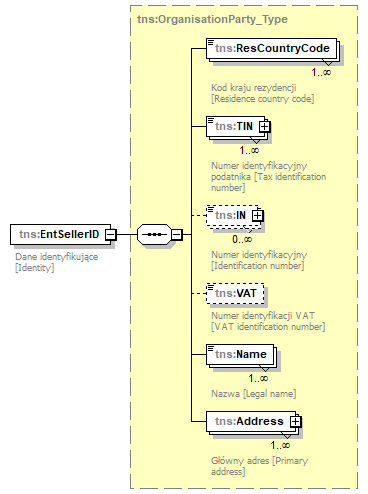 tns:OrganisationParty_Type
tns:ResCountryCode
1..∞
Kod kraju rezydencji
[Residence country code]
tns:TIN
1..∞
Numer identyfikacyjny
podatnika [Tax identification
number]
tns:IN
0..∞
Numer identyfikacyjny
[Identification number]
tns:EntSellerID
Dane identyfikujące
[Identity]
tns:VAT
Numer identyfikacji VAT
[VAT identification number]
tns:Name
1..∞
Nazwa [Legal name]
tns:Address
1..∞
Główny adres [Primary
address]